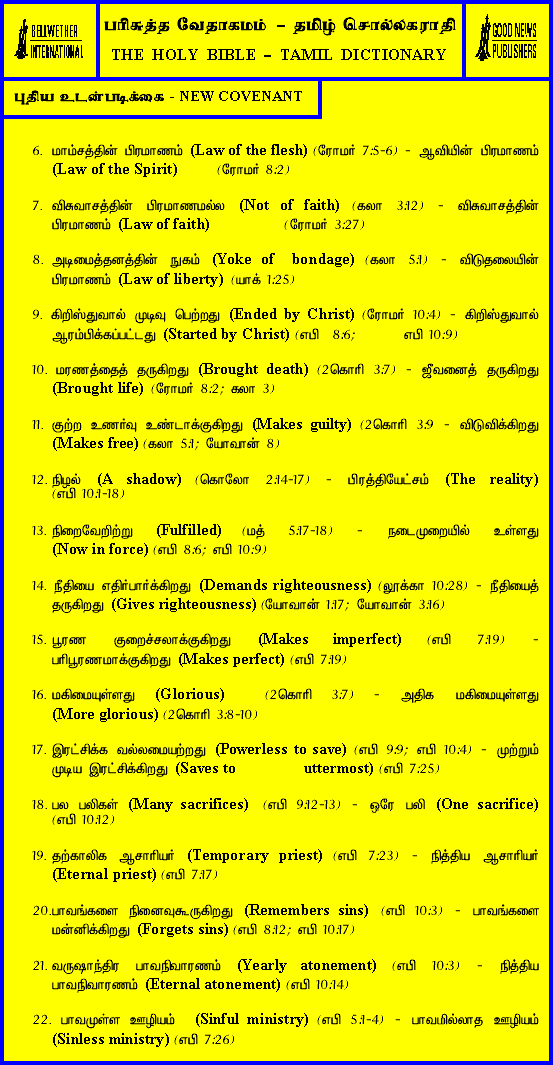 BELLWETHER
INTERNATIONAL
பரிசுத்த வேதாகமம் – தமிழ் சொல்லகராதி
THE HOLY BIBLE – TAMIL DICTIONARY
GOOD NEWS
PUBLISHERS
புதிய உடன்படிக்கை - NEW COVENANT
6. மாம்சத்தின் பிரமாணம் (Law of the flesh) (ரோமர் 7:5-6) - ஆவியின் பிரமாணம்
(Law of the Spirit) (ரோமர் 8:2)
7. விசுவாசத்தின் பிரமாணமல்ல (Not of faith) (கலா 3:12) - விசுவாசத்தின்
பிரமாணம் (Law of faith) (ரோமர் 3:27)
8. அடிமைத்தனத்தின் நுகம் (Yoke of bondage) (கலா 5:1) - விடுதலையின்
பிரமாணம் (Law of liberty) (யாக் 1:25)
9. கிறிஸ்துவால் முடிவு பெற்றது (Ended by Christ) (ரோமர் 10:4) - கிறிஸ்துவால்
ஆரம்பிக்கப்பட்டது (Started by Christ) (எபி 8:6; எபி 10:9)
10. மரணத்தைத் தருகிறது (Brought death) (2கொரி 3:7) - ஜீவனைத் தருகிறது
(Brought life) (ரோமர் 8:2; கலா 3)
11. குற்ற உணர்வு உண்டாக்குகிறது (Makes guilty) (2கொரி 3:9 - விடுவிக்கிறது
(Makes free) (கலா 5:1; யோவான் 8)
12. நிழல் (A shadow) (கொலோ 2:14-17) - பிரத்தியேட்சம் (The reality)
(எபி 10:1-18)
13. நிறைவேறிற்று (Fulfilled) (மத் 5:17-18) - நடைமுறையில் உள்ளது
(Now in force) (எபி 8:6; எபி 10:9)
14. நீதியை எதிர்பார்க்கிறது (Demands righteousness) (லூக்கா 10:28) - நீதியைத்
தருகிறது (Gives righteousness) (யோவான் 1:17; யோவான் 3:16)
15. பூரண குறைச்சலாக்குகிறது (Makes imperfect) (எபி 7:19) -
பரிபூரணமாக்குகிறது (Makes perfect) (எபி 7:19)
16. மகிமையுள்ளது (Glorious) (2கொரி 3:7) - அதிக மகிமையுள்ளது
(More glorious) (2கொரி 3:8-10)
17. இரட்சிக்க வல்லமையற்றது (Powerless to save) (எபி 9:9; எபி 10:4) - முற்றும்
முடிய இரட்சிக்கிறது (Saves to uttermost) (எபி 7:25)
18. பல பலிகள் (Many sacrifices) (எபி 9:12-13) - ஒரே பலி (One sacrifice)
(எபி 10:12)
19. தற்காலிக ஆசாரியர் (Temporary priest) (எபி 7:23) - நித்திய ஆசாரியர்
(Eternal priest) (எபி 7:17)
20.பாவங்களை நினைவுகூருகிறது (Remembers sins) (எபி 10:3) - பாவங்களை
மன்னிக்கிறது (Forgets sins) (எபி 8:12; எபி 10:17)
21. வருஷாந்திர பாவநிவாரணம் (Yearly atonement) (எபி 10:3) - நித்திய
பாவநிவாரணம் (Eternal atonement) (எபி 10:14)
22. பாவமுள்ள ஊழியம் (Sinful ministry) (எபி 5:1-4) - பாவமில்லாத ஊழியம்
(Sinless ministry) (எபி 7:26)